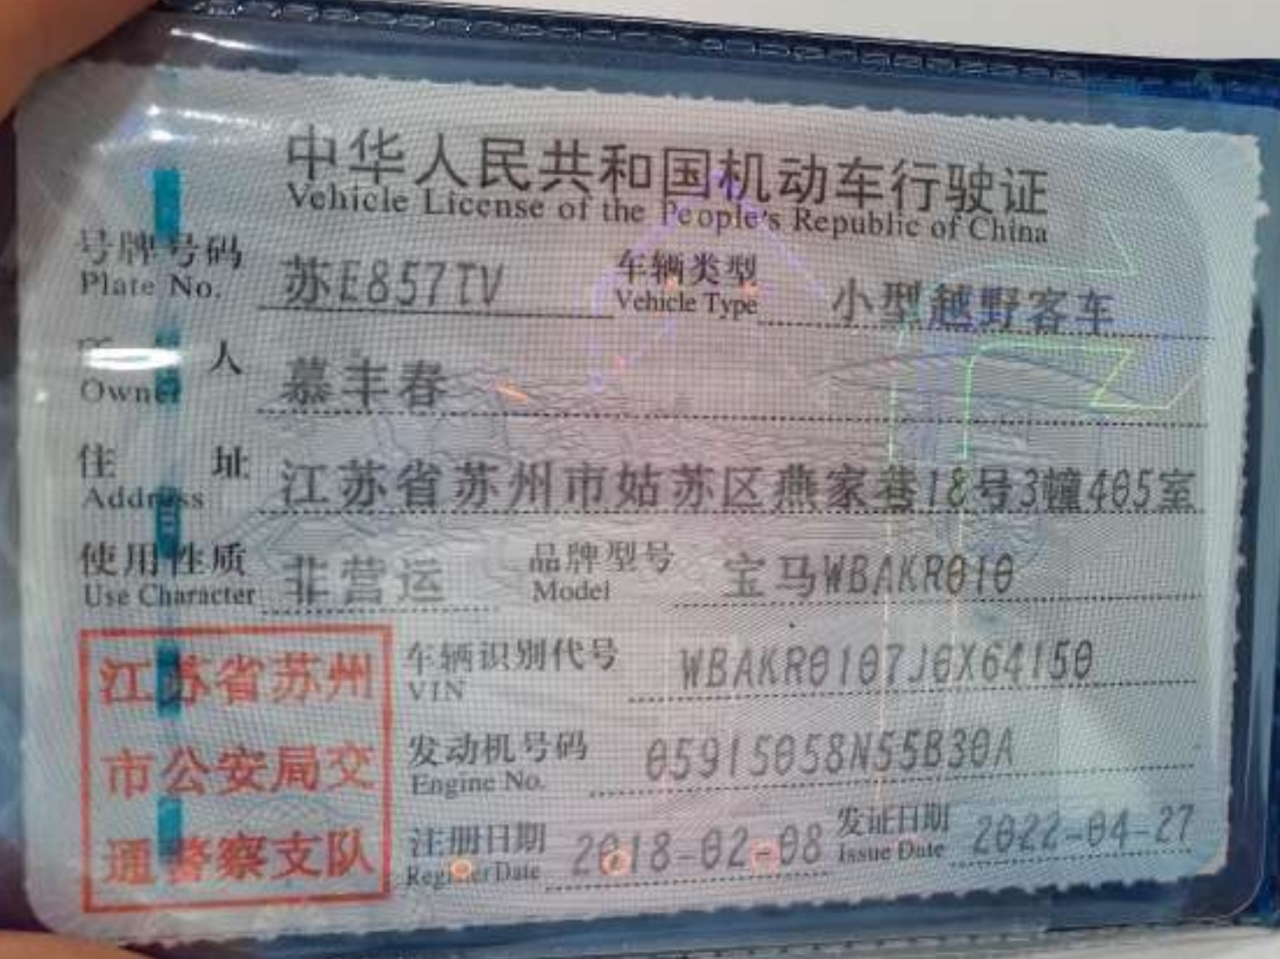 中华人民共和国机动车行驶证
Vehicle License of the People's Republic of China
号牌号码 苏E857TV 车辆类型 小型越野客车
Plate No. Vehicle Type
人 慕丰春
Owner
住址 江苏省苏州市姑苏区燕家巷18号3幢405室
Address
使用性质 非营运 品牌型号 宝马WBAKR010
Use Character Model
江苏省苏州
市公安局交
通警察支队
车辆识别代号 WBAKR0107J0X64150
VIN
发动机号码 05915058N55B30A
Engine No.
注册日期 2018-02-08 发证日期 2022-04-27
Register Date Issue Date